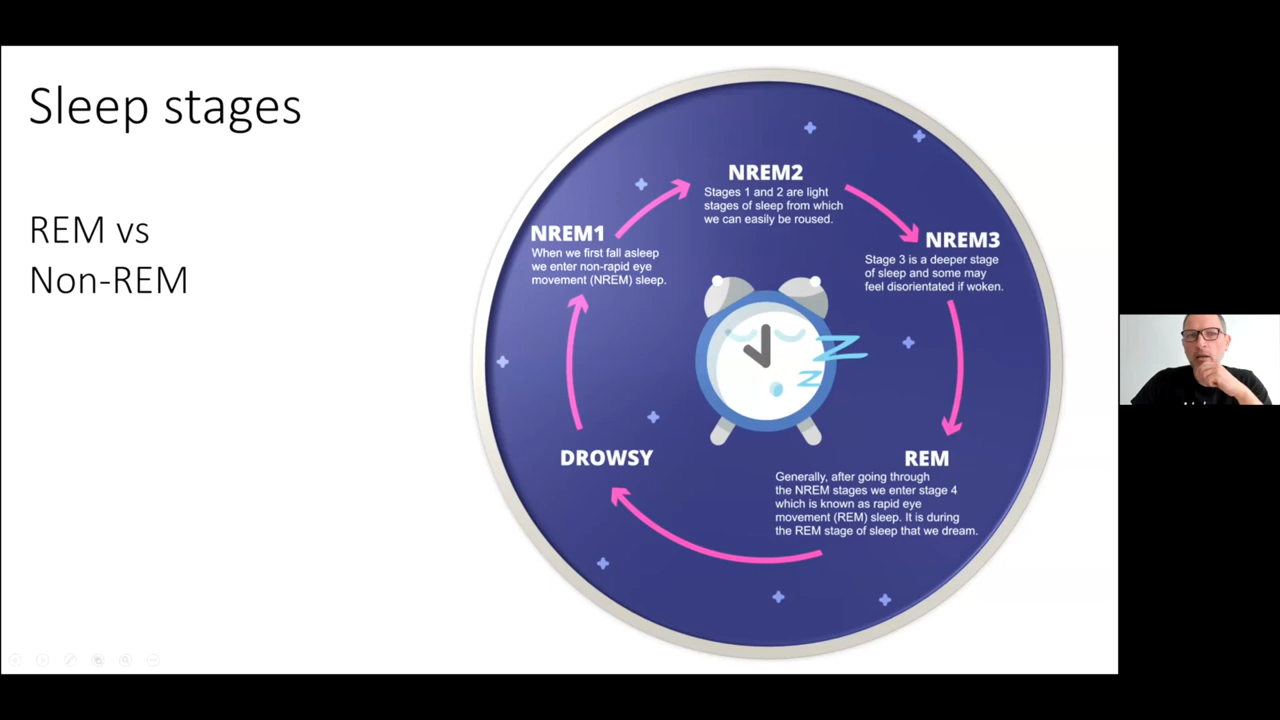 Sleep stages
REM vs
Non-REM
NREM2
Stages 1 and 2 are light
stages of sleep from which
we can easily be roused.
NREM1
When we first fall asleep
we enter non-rapid eye
movement (NREM) sleep.
NREM3
Stage 3 is a deeper stage
of sleep and some may
feel disorientated if woken.
Z
Z
DROWSY
REM
Generally, after going through
the NREM stages we enter stage 4
which is known as rapid eye
movement (REM) sleep. It is during
the REM stage of sleep that we dream.